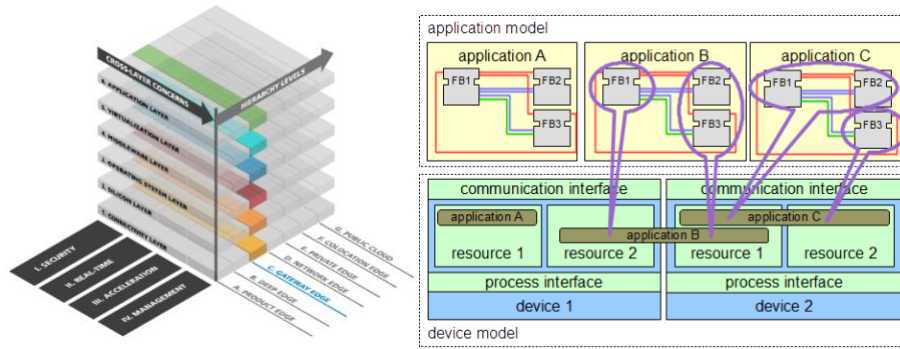 CROSS-LAYER CONCERNS
HIERARCHY LEVELS
6. APPLICATION LAYER
5. VIRTUALIZATION LAYER
4. MIDDLEWARE LAYER
3. OPERATING SYSTEM LAYER
2. SILICON LAYER
1. CONNECTIVITY LAYER
I. SECURITY
II. REAL-TIME
III. ACCELERATION
IV. MANAGEMENT
G. PUBLIC CLOUD
F. COLOCATION EDGE
E. PRIVATE EDGE
D. NETWORK EDGE
C. GATEWAY EDGE
B. DEEP EDGE
A. PRODUCT EDGE
application model
application A
FB1
FB2
FB3
application B
FB1
FB2
FB3
application C
FB1
FB2
FB3
communication interface
communication interface
application A
application C
application B
resource 1
resource 2
resource 1
resource 2
process interface
process interface
device 1
device 2
device model